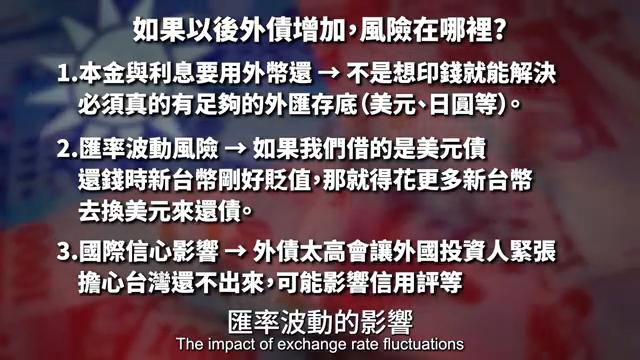 如果以後外債增加,風險在哪裡?
1.本金與利息要用外幣還 → 不是想印錢就能解決
必須真的有足夠的外匯存底(美元、日圓等)。
2.匯率波動風險 → 如果我們借的是美元債
還錢時新台幣剛好貶值,那就得花更多新台幣
去換美元來還債。
3.國際信心影響 → 外債太高會讓外國投資人緊張
擔心台灣還不出來,可能影響信用評等
匯率波動的影響
The impact of exchange rate fluctuations